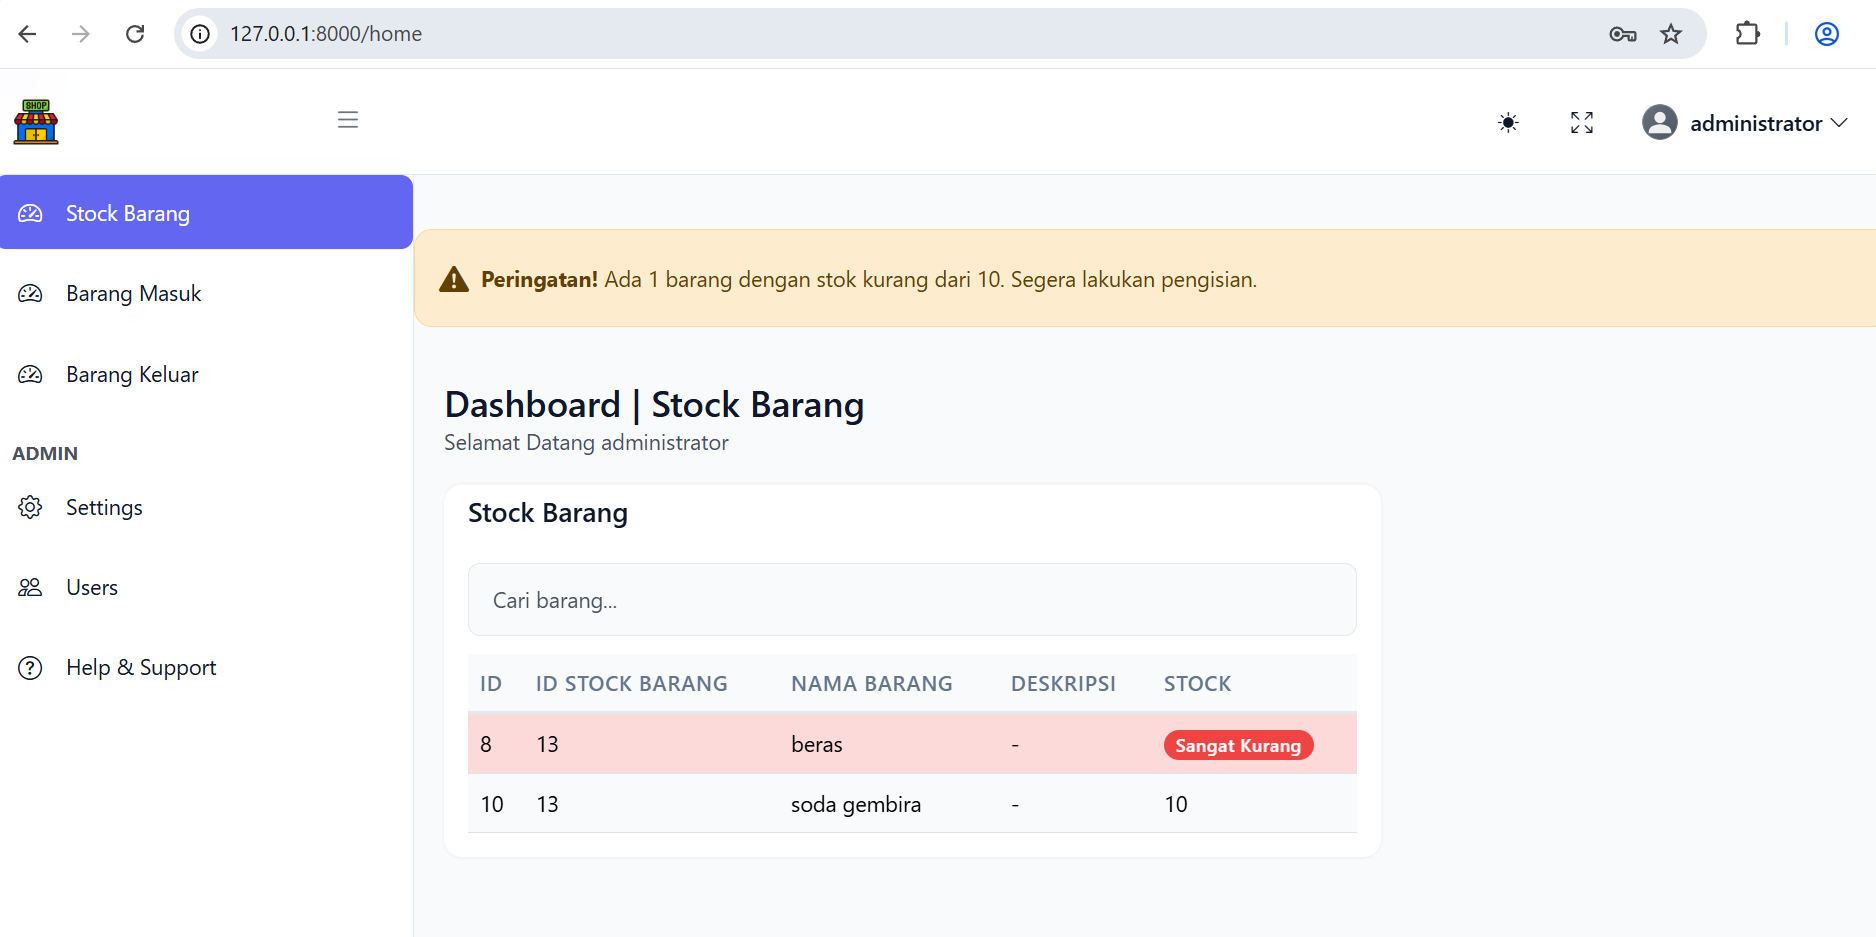 127.0.0.1:8000/home
SHOP
administrator
Stock Barang
Barang Masuk
Barang Keluar
ADMIN
Settings
Users
Help & Support
Peringatan! Ada 1 barang dengan stok kurang dari 10. Segera lakukan pengisian.
Dashboard | Stock Barang
Selamat Datang administrator
Stock Barang
Cari barang...
ID ID STOCK BARANG NAMA BARANG DESKRIPSI STOCK
8 13 beras - Sangat Kurang
10 13 soda gembira - 10